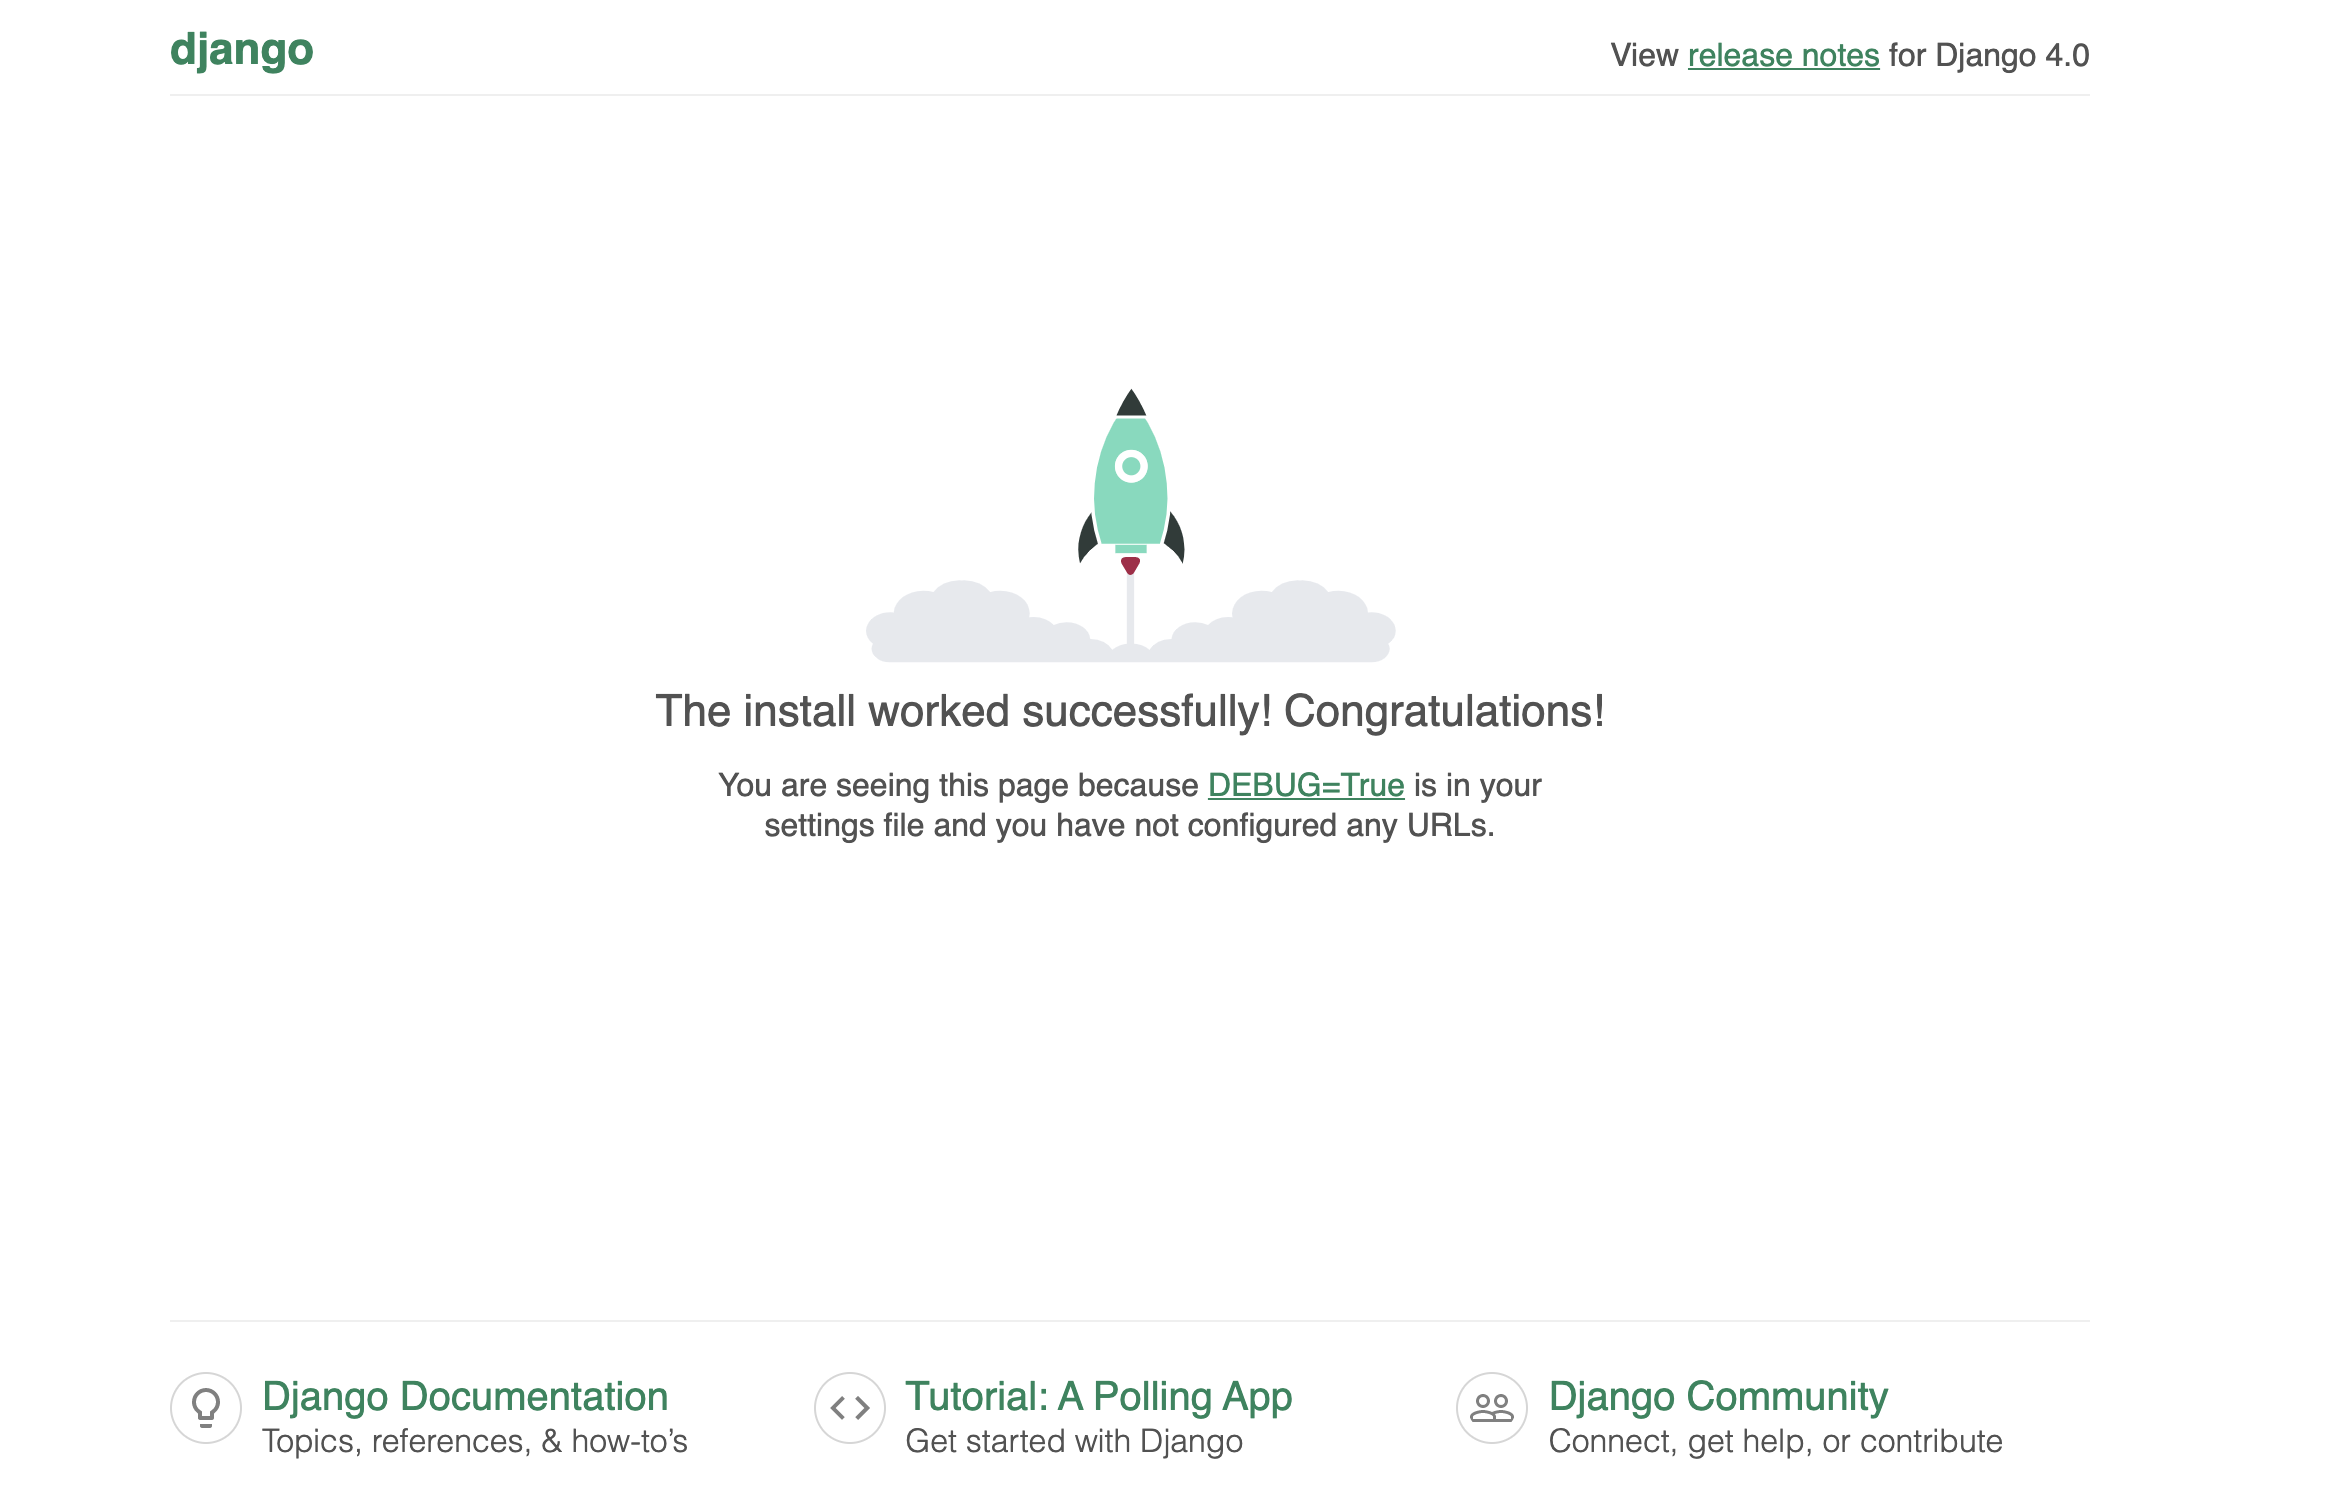 django
View release notes for Django 4.0
The install worked successfully! Congratulations!
You are seeing this page because DEBUG=True is in your
settings file and you have not configured any URLs.
Django Documentation
Topics, references, & how-to’s
Tutorial: A Polling App
Get started with Django
Django Community
Connect, get help, or contribute